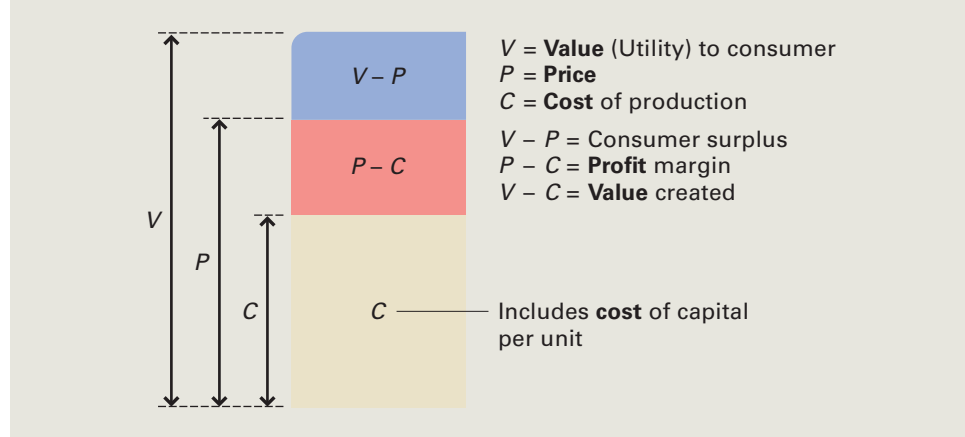 V – P
P – C
C
V
P
C
V = Value (Utility) to consumer
P = Price
C = Cost of production
V – P = Consumer surplus
P – C = Profit margin
V – C = Value created
Includes cost of capital
per unit